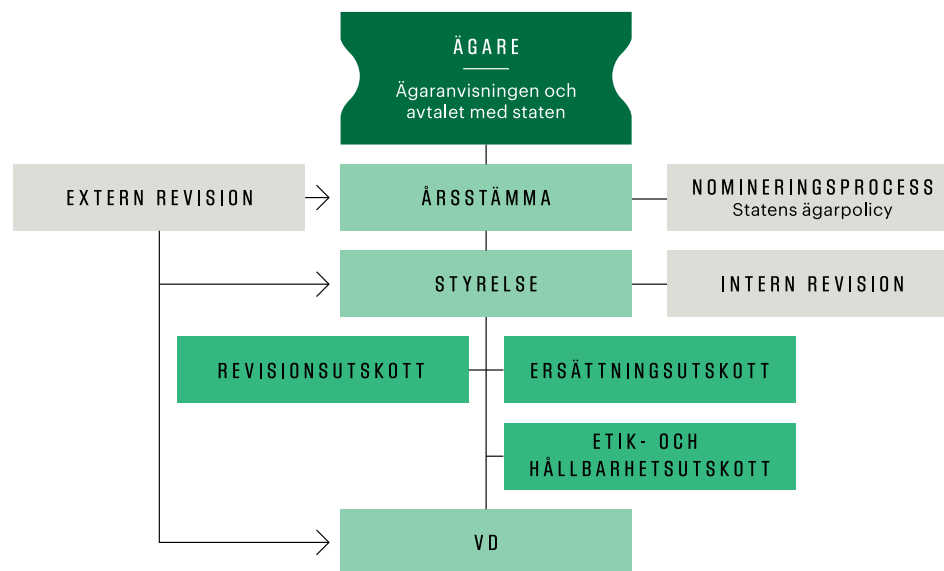 ÄGARE
Ägaranvisningen och
avtalet med staten
EXTERN REVISION
ÅRSSTÄMMA
NOMINERINGSPROCESS
Statens ägarpolicy
STYRELSE
INTERN REVISION
REVISIONSUTSKOTT
ERSÄTTNINGSUTSKOTT
ETIK- OCH
HÅLLBARHETSUTSKOTT
VD